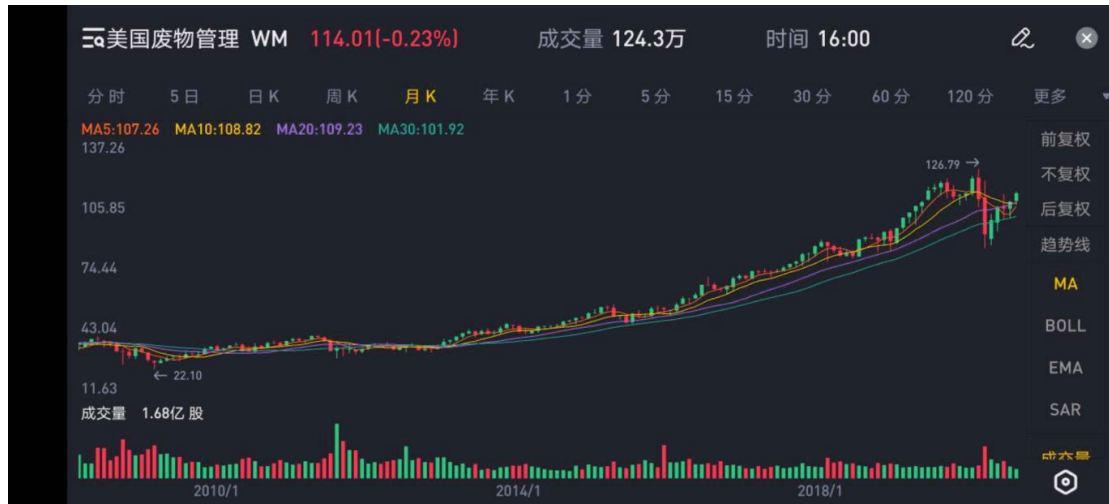 美国废物管理 WM 114.01(-0.23%) 成交量 124.3万 时间 16:00
分时 5日 日K 周K 月K 年K 1分 5分 15分 30分 60分 120分 更多
MA5:107.26 MA10:108.82 MA20:109.23 MA30:101.92
137.26
前复权
126.79 →
不复权
105.85
后复权
趋势线
74.44
MA
43.04
BOLL
← 22.10
EMA
11.63
成交量 1.68亿 股
SAR
成交量
2010/1 2014/1 2018/1